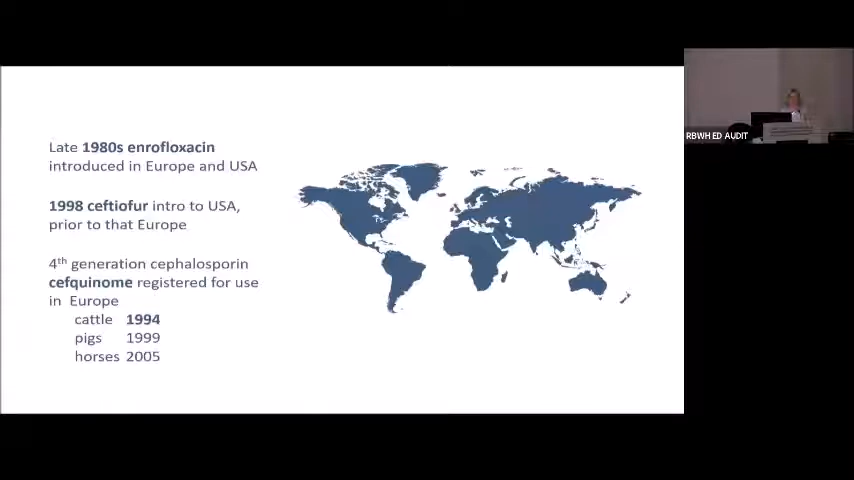 Late 1980s enrofloxacin
introduced in Europe and USA
1998 ceftiofur intro to USA,
prior to that Europe
4th generation cephalosporin
cefquinome registered for use
in Europe
cattle 1994
pigs 1999
horses 2005
RBWH ED AUDIT